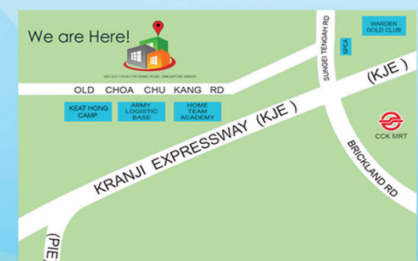 We are Here!
OLD CHOA CHU KANG RD
KEAT HONG
CAMP
ARMY
LOGISTIC
BASE
HOME
TEAM
ACADEMY
KRANJI EXPRESSWAY (KJE)
(KJE)
SUNGEI TENGAH RD
SPCA
WARDEN
GOLF CLUB
CCK MRT
BRICKLAND RD
(PIE)